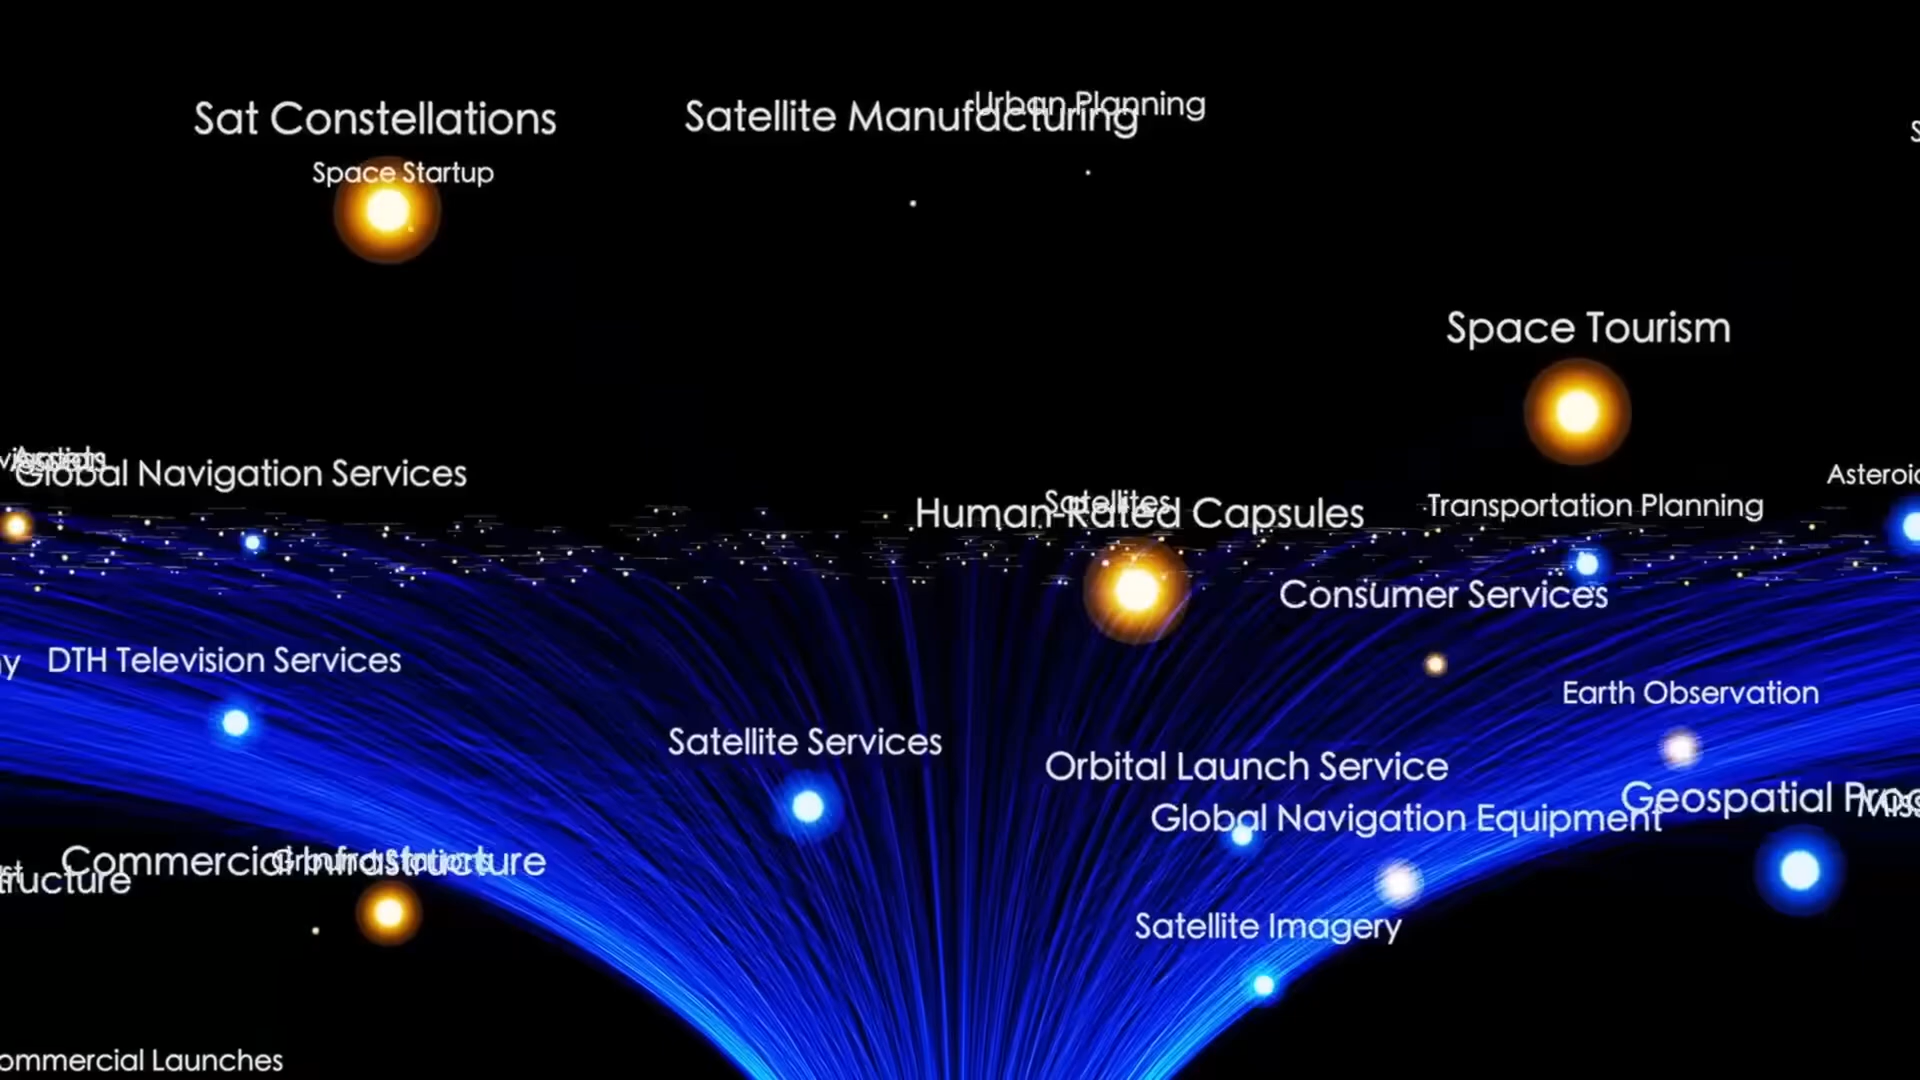 Urban Planning
Sat Constellations
Satellite Manufacturing
Space Startup
Space Tourism
Global Navigation Services
Asteroid
Satellites
Human-Rated Capsules
Transportation Planning
Consumer Services
DTH Television Services
Earth Observation
Satellite Services
Orbital Launch Service
Geospatial
Global Navigation Equipment
Commercial Infrastructure
Ground Stations
tructure
Satellite Imagery
ommercial Launches